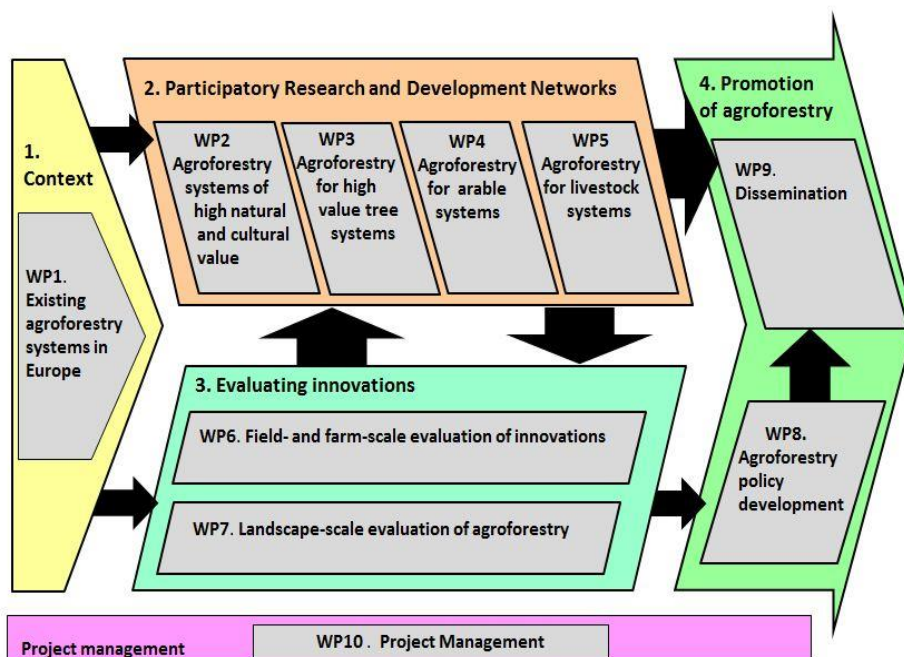 1.
Context
WP1.
Existing
agroforestry
systems in
Europe
2. Participatory Research and Development Networks
WP2
Agroforestry
systems of
high natural
and cultural
value
WP3
Agroforestry
for high
value tree
systems
WP4
Agroforestry
for arable
systems
WP5
Agroforestry
for livestock
systems
3. Evaluating innovations
WP6. Field- and farm-scale evaluation of innovations
WP7. Landscape-scale evaluation of agroforestry
4. Promotion
of agroforestry
WP9.
Dissemination
WP8.
Agroforestry
policy
development
Project management
WP10 . Project Management